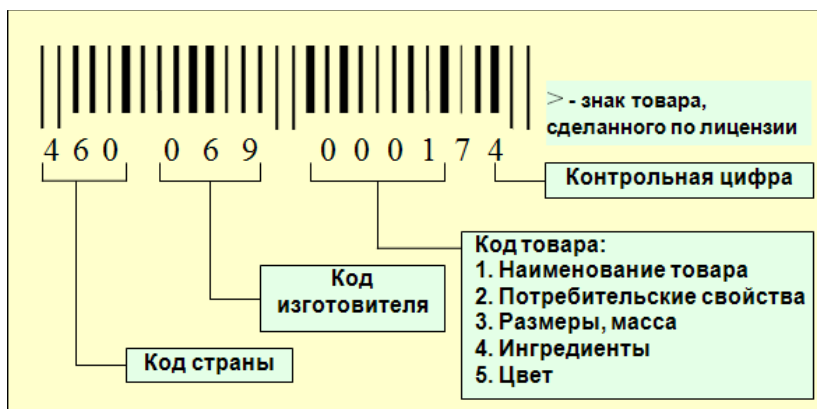 > - знак товара,
сделанного по лицензии
460 069 000174
Контрольная цифра
Код товара:
1. Наименование товара
2. Потребительские свойства
3. Размеры, масса
4. Ингредиенты
5. Цвет
Код
изготовителя
Код страны